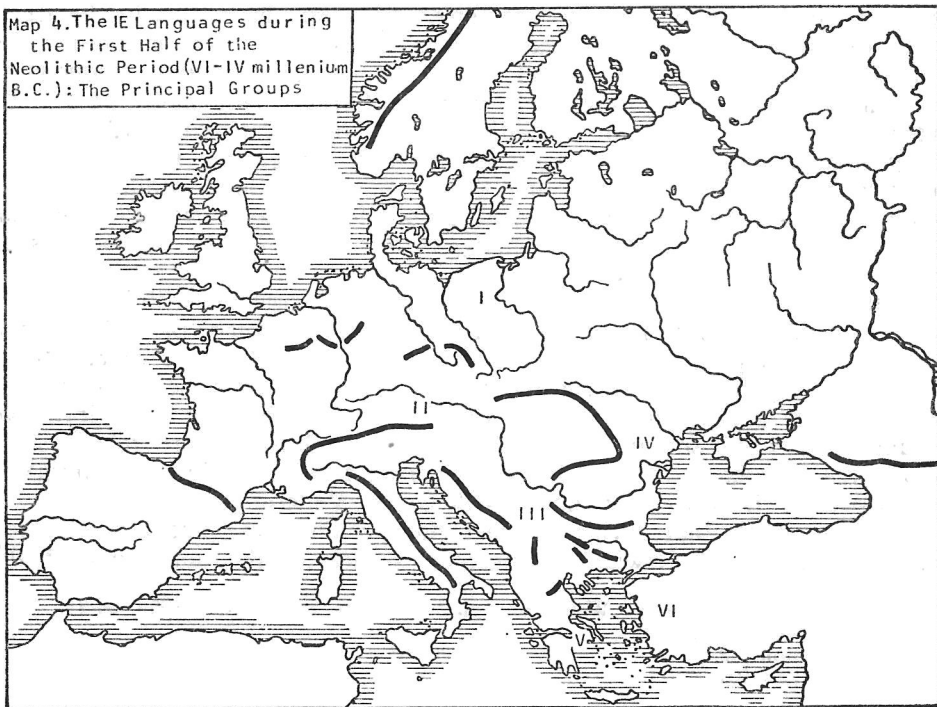 Map 4.The IE Languages during
the First Half of the
Neolithic Period(VI-IV millenium
B.C.): The Principal Groups
I
II
IV
III
VI
V